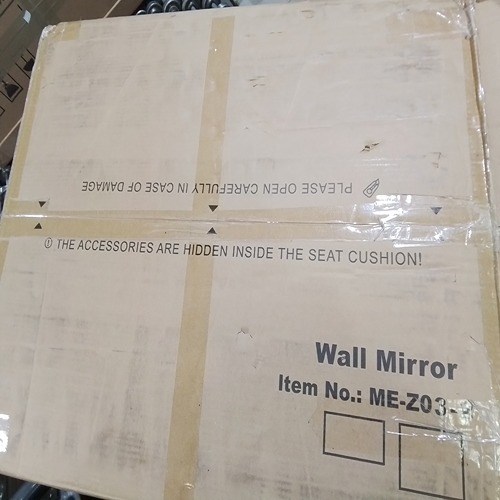 PLEASE OPEN CAREFULLY IN CASE OF DAMAGE
① THE ACCESSORIES ARE HIDDEN INSIDE THE SEAT CUSHION!
Wall Mirror
Item No.: ME-Z03-